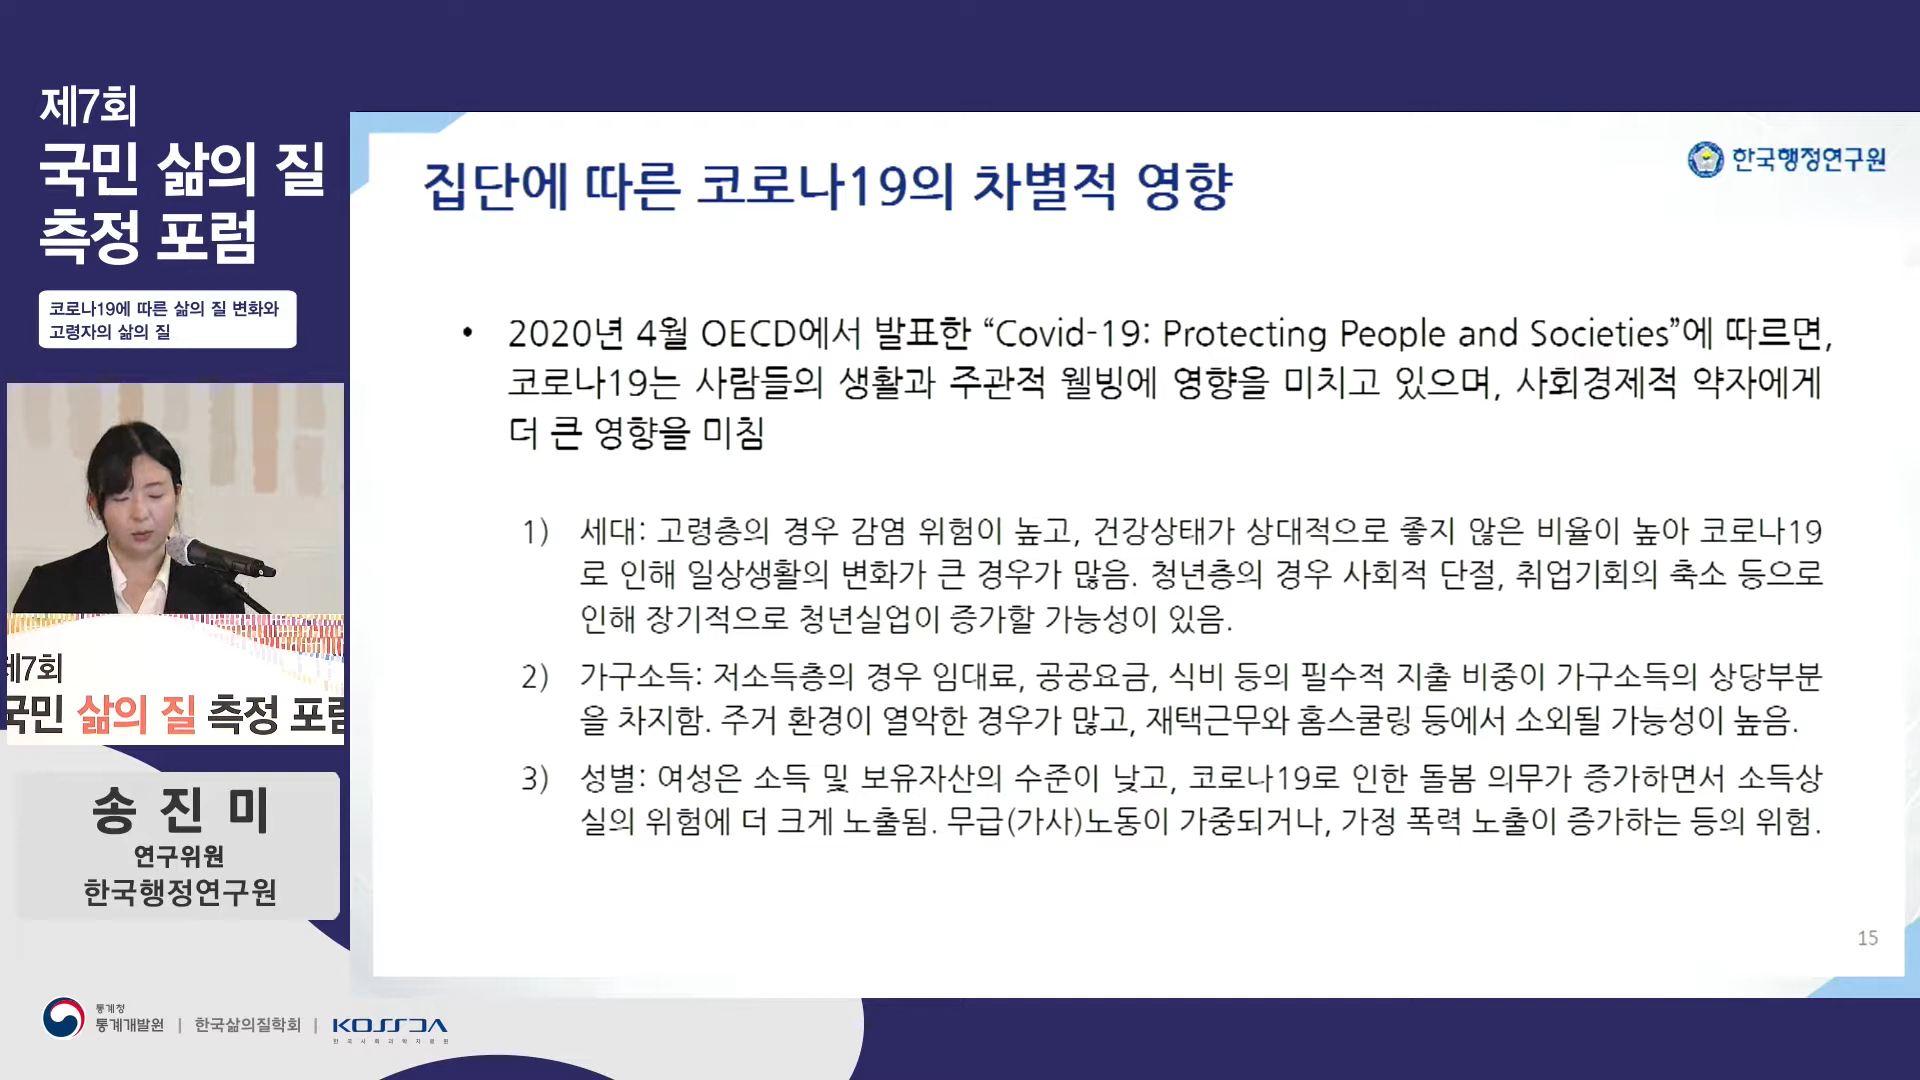 제7회
국민 삶의 질
측정 포럼
코로나19에 따른 삶의 질 변화와
고령자의 삶의 질
제7회
국민 삶의 질 측정 포럼
송 진 미
연구위원
한국행정연구원
통계청
통계개발원 | 한국삶의질학회 | KOSSDA
한국사회과학자료원
한국행정연구원
집단에 따른 코로나19의 차별적 영향
• 2020년 4월 OECD에서 발표한 “Covid-19: Protecting People and Societies”에 따르면,
코로나19는 사람들의 생활과 주관적 웰빙에 영향을 미치고 있으며, 사회경제적 약자에게
더 큰 영향을 미침
1) 세대: 고령층의 경우 감염 위험이 높고, 건강상태가 상대적으로 좋지 않은 비율이 높아 코로나19
로 인해 일상생활의 변화가 큰 경우가 많음. 청년층의 경우 사회적 단절, 취업기회의 축소 등으로
인해 장기적으로 청년실업이 증가할 가능성이 있음.
2) 가구소득: 저소득층의 경우 임대료, 공공요금, 식비 등의 필수적 지출 비중이 가구소득의 상당부분
을 차지함. 주거 환경이 열악한 경우가 많고, 재택근무와 홈스쿨링 등에서 소외될 가능성이 높음.
3) 성별: 여성은 소득 및 보유자산의 수준이 낮고, 코로나19로 인한 돌봄 의무가 증가하면서 소득상
실의 위험에 더 크게 노출됨. 무급(가사)노동이 가중되거나, 가정 폭력 노출이 증가하는 등의 위험.
15